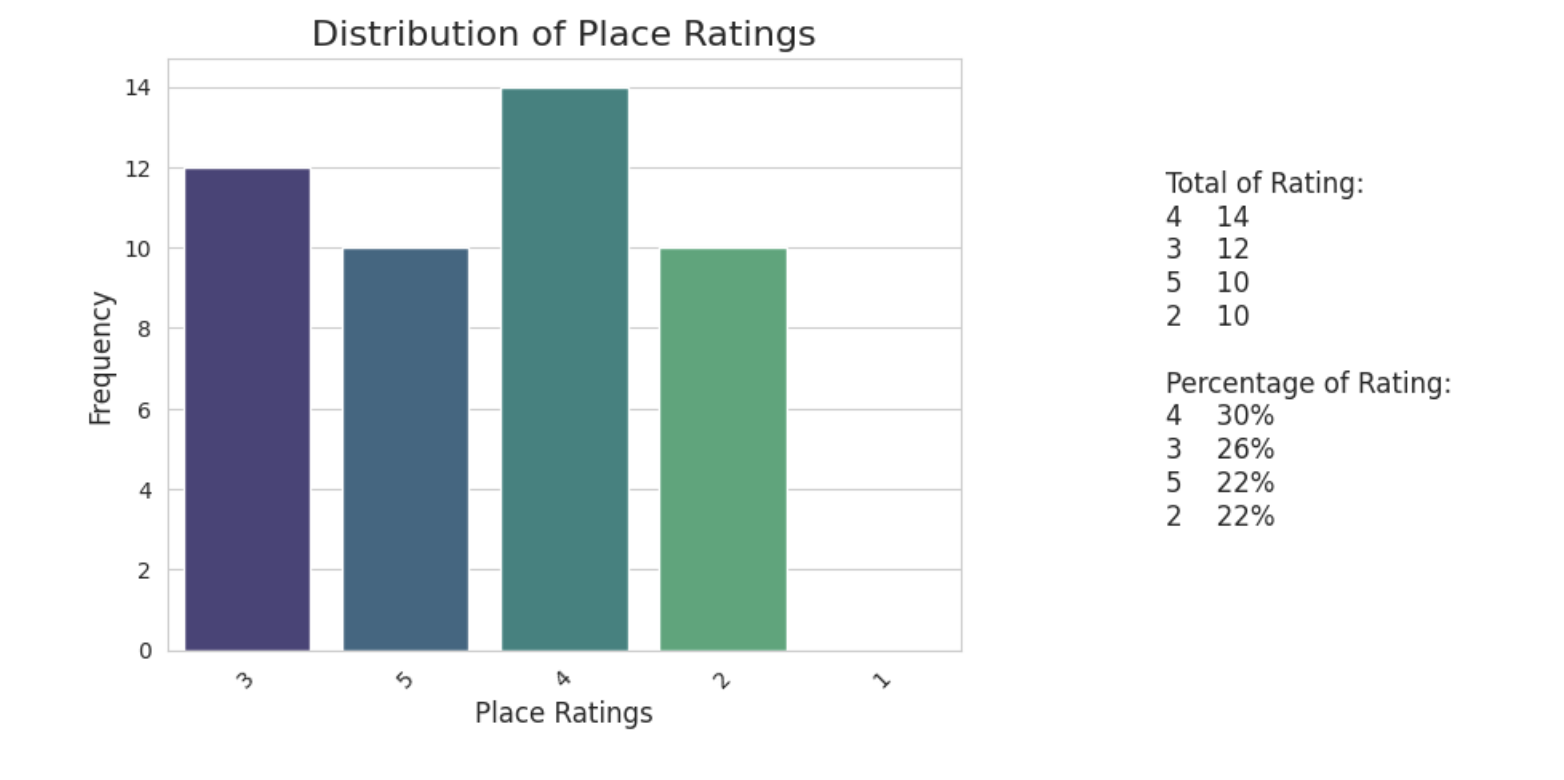 Distribution of Place Ratings
14
12
10
8
6
4
2
0
Frequency
3 5 4 2 1
Place Ratings
Total of Rating:
4 14
3 12
5 10
2 10
Percentage of Rating:
4 30%
3 26%
5 22%
2 22%